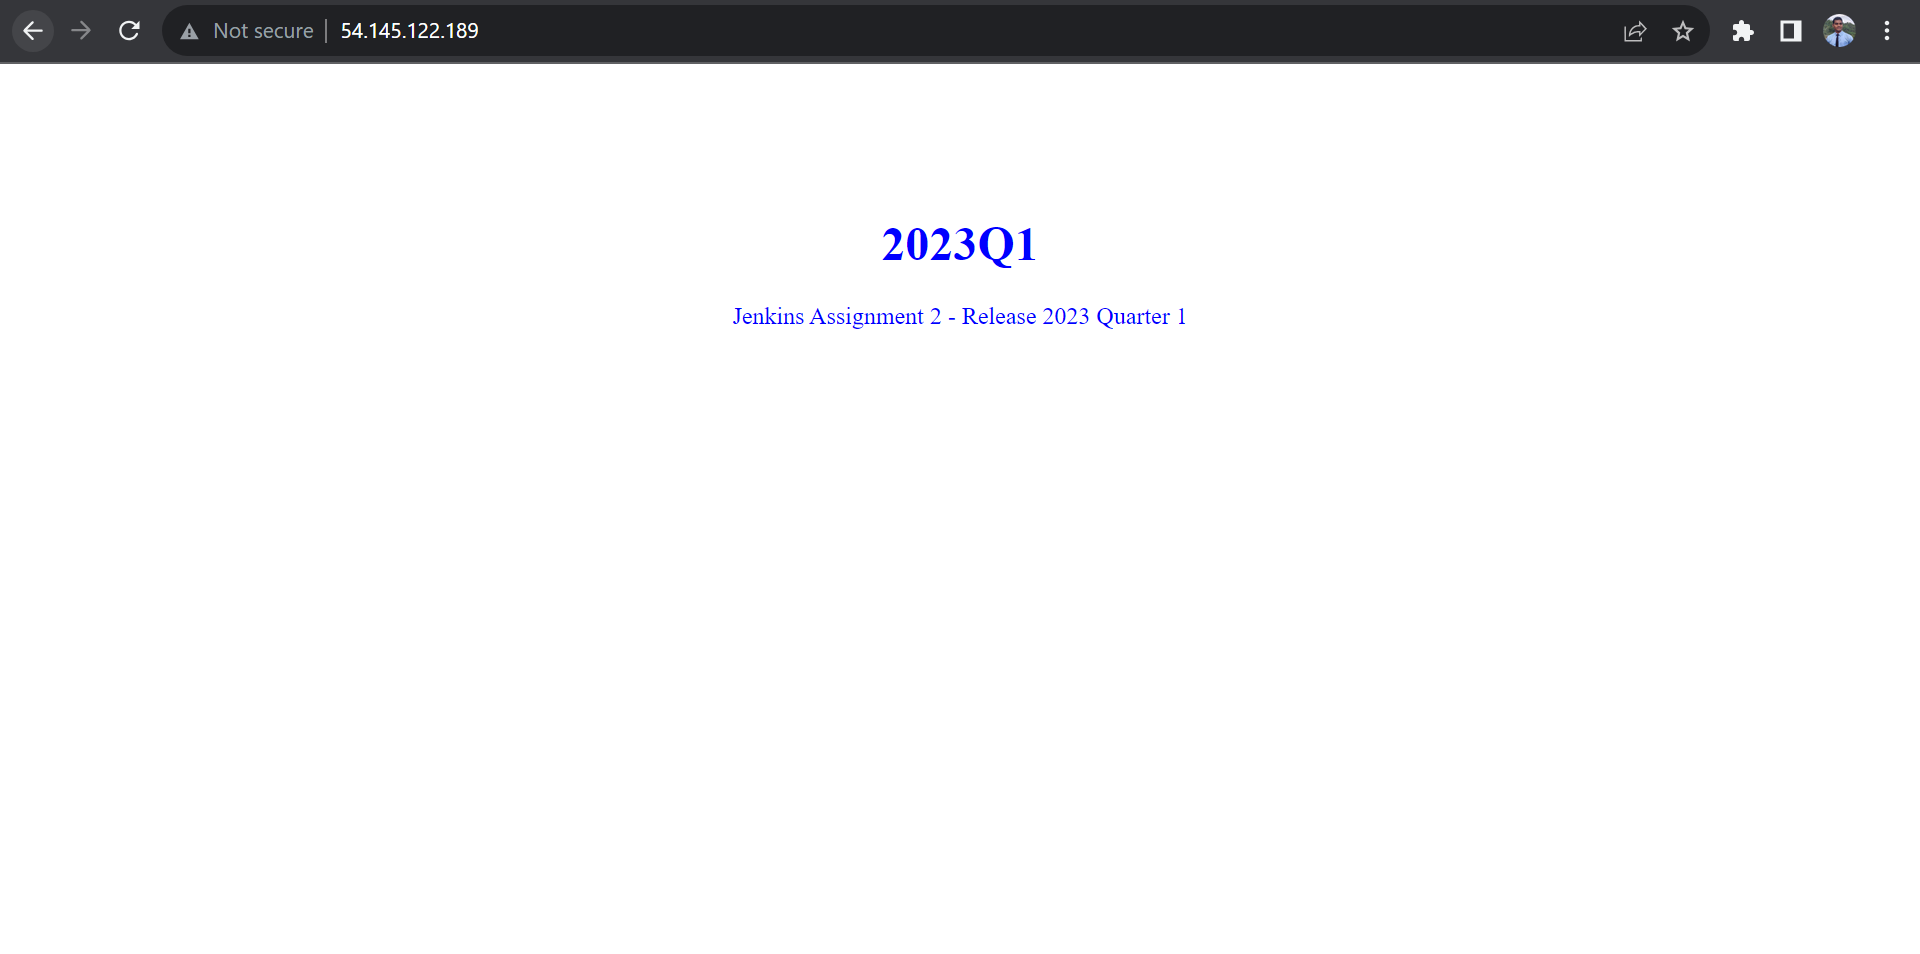 Not secure 54.145.122.189
2023Q1
Jenkins Assignment 2 - Release 2023 Quarter 1